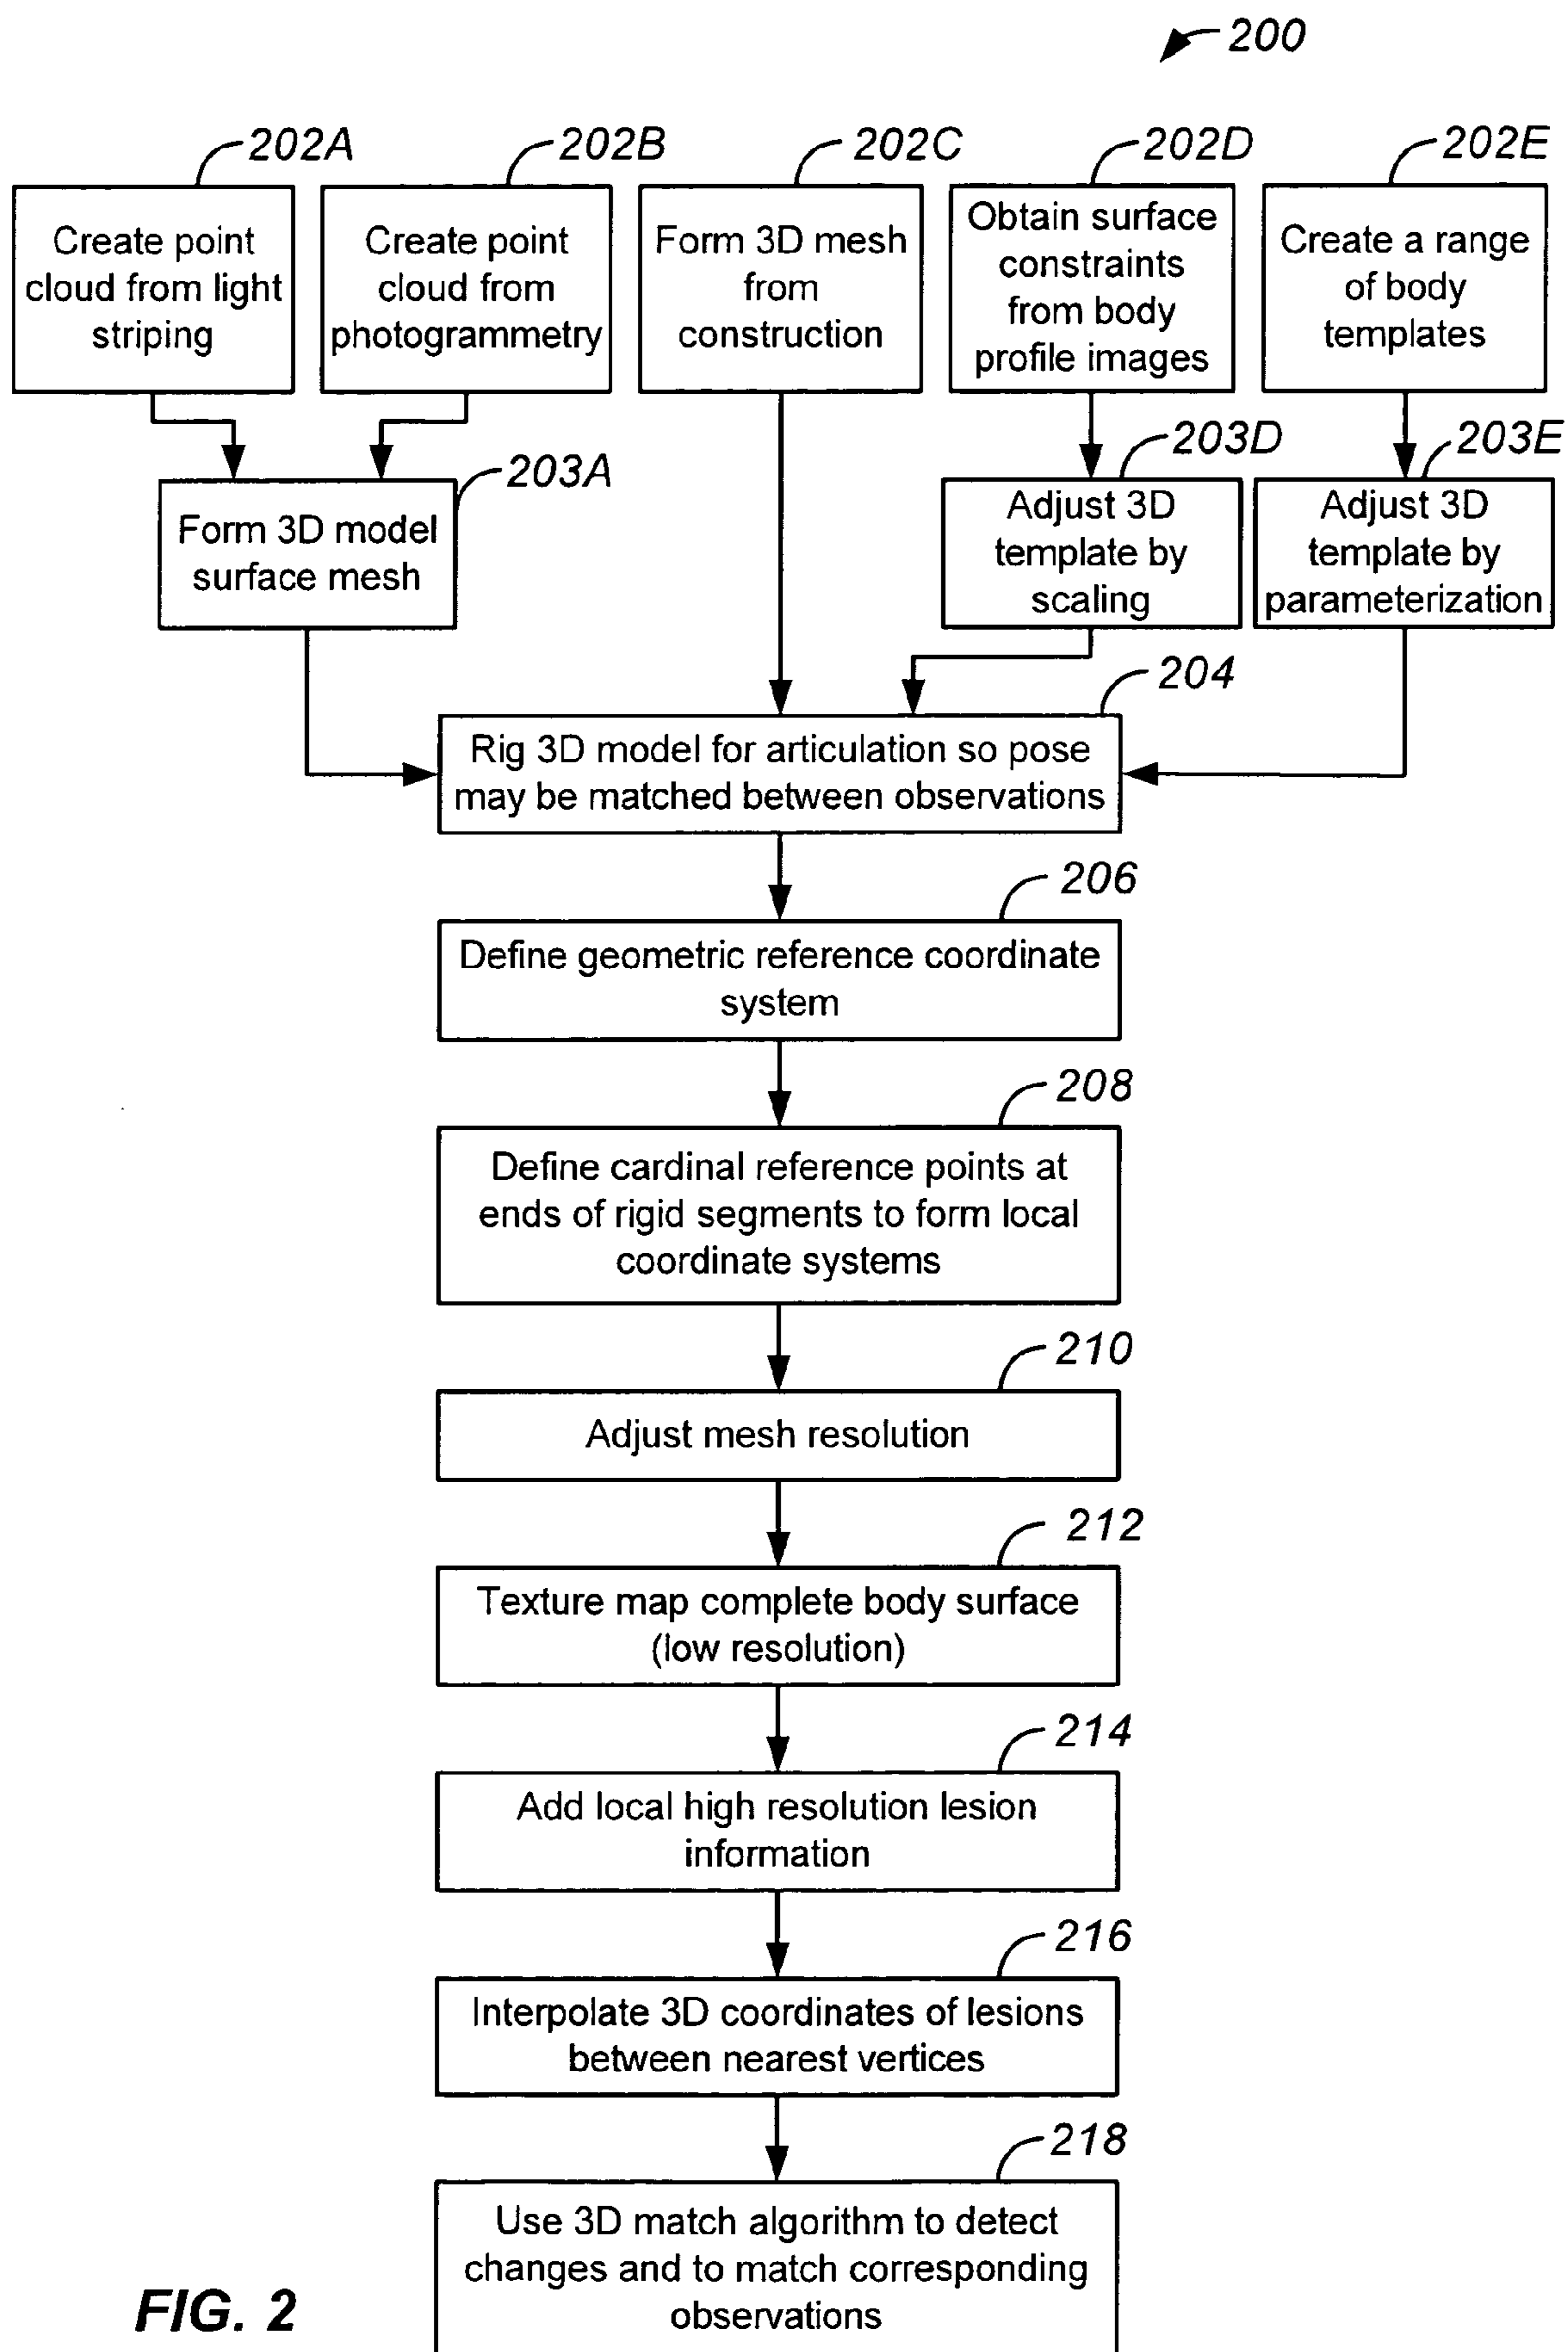 200
202A
202B
202C
202D
202E
Create point
cloud from light
striping
Create point
cloud from
photogrammetry
Form 3D mesh
from
construction
Obtain surface
constraints
from body
profile images
Create a range
of body
templates
203A
203D
203E
Form 3D model
surface mesh
Adjust 3D
template by
scaling
Adjust 3D
template by
parameterization
204
Rig 3D model for articulation so pose
may be matched between observations
206
Define geometric reference coordinate
system
208
Define cardinal reference points at
ends of rigid segments to form local
coordinate systems
210
Adjust mesh resolution
212
Texture map complete body surface
(low resolution)
214
Add local high resolution lesion
information
216
Interpolate 3D coordinates of lesions
between nearest vertices
218
Use 3D match algorithm to detect
changes and to match corresponding
observations
FIG. 2